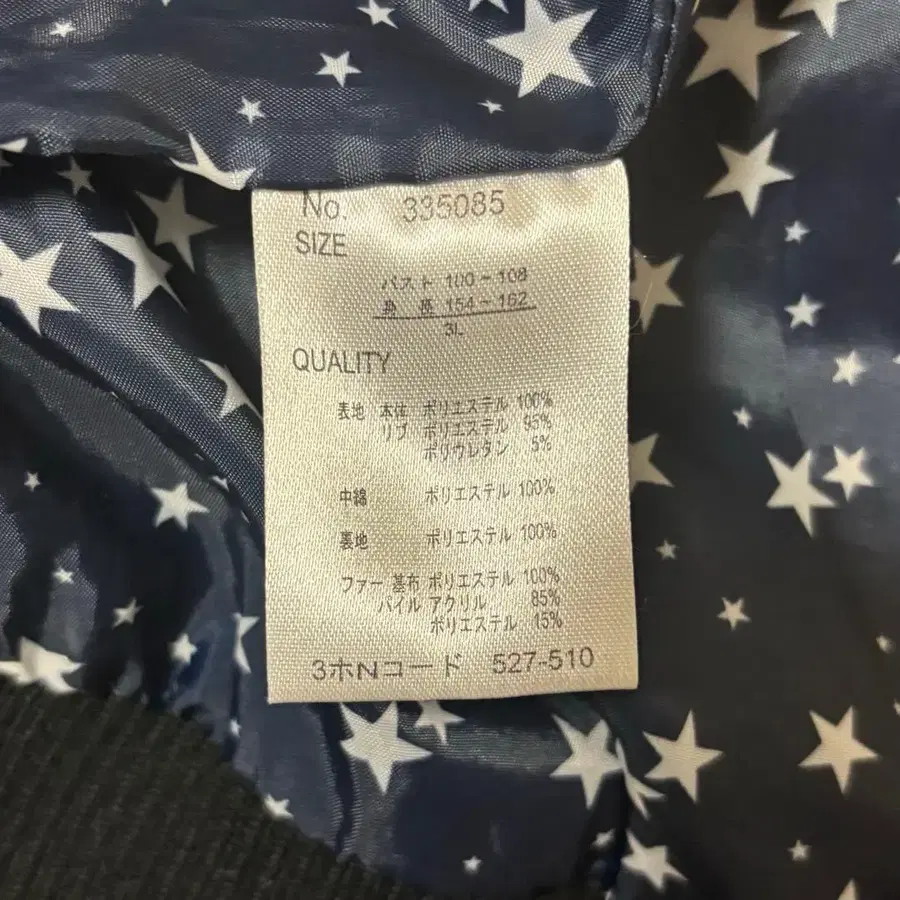 No. 335085
SIZE
バスト 100~108
身 長 154~162
3L
QUALITY
表地 本体 ポリエステル 100%
リブ ポリエステル 95%
ポリウレタン 5%
中綿 ポリエステル 100%
裏地 ポリエステル 100%
ファー 基布 ポリエステル 100%
パイル アクリル 85%
ポリエステル 15%
3ホNコード 527-510